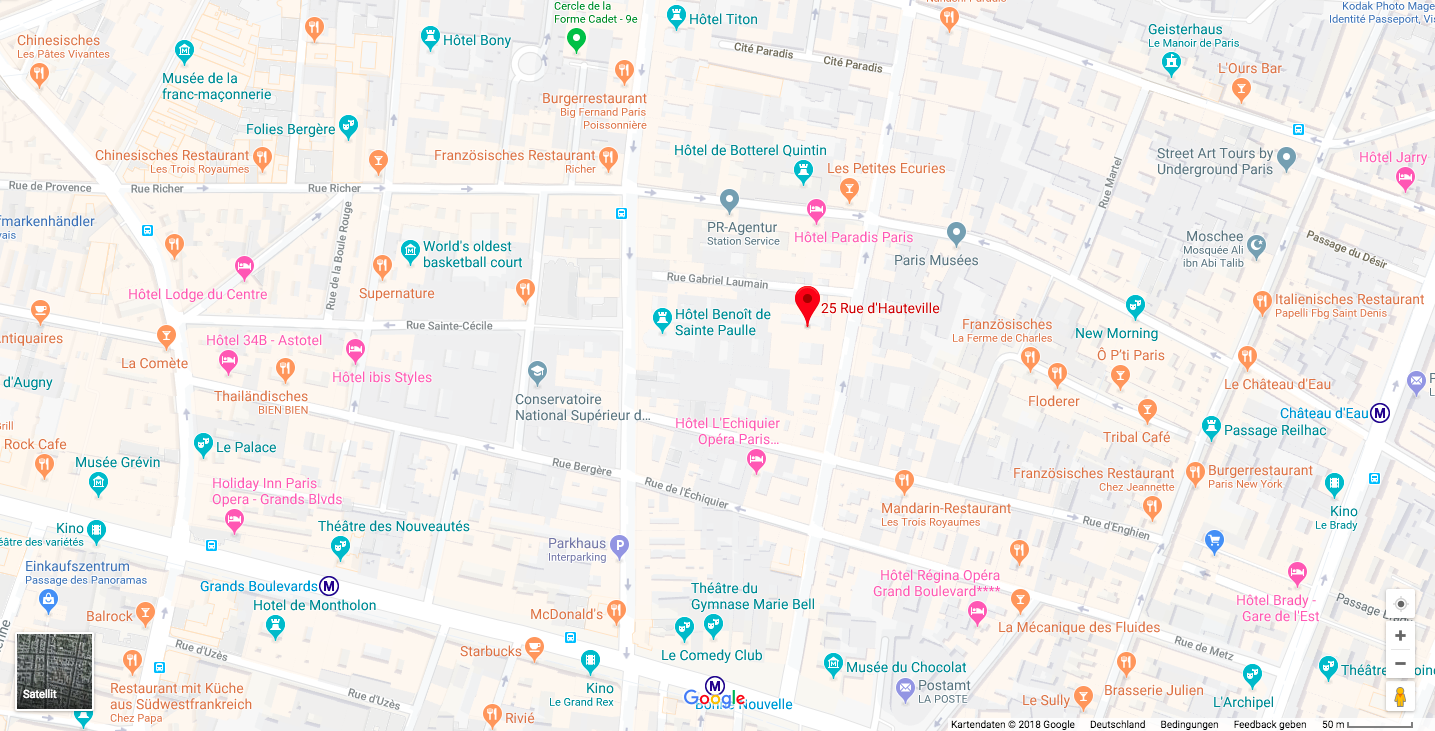 Cercle de la
Forme Cadet - 9e
Kodak Photo Mage
Identité Passeport, Vis
Hôtel Titon
Geisterhaus
Le Manoir de Paris
Chinesisches
Les Pâtes Vivantes
Hôtel Bony
Cité Paradis
Cité Paradis
L'Ours Bar
Musée de la
franc-maçonnerie
Burgerrestaurant
Big Fernand Paris
Poissonnière
Folies Bergère
Chinesisches Restaurant
Les Trois Royaumes
Französisches Restaurant
Richer
Hôtel de Botterel Quintin
Les Petites Ecuries
Street Art Tours by
Underground Paris
Hôtel Jarry
Rue de Provence
Rue Richer
Rue Richer
Rue Martel
fmarkenhändler
vais
Rue de la Boule Rouge
PR-Agentur
Station Service
Hôtel Paradis Paris
Paris Musées
Moschee
Mosquée Ali
ibn Abi Talib
Passage du Désir
World's oldest
basketball court
Hôtel Lodge du Centre
Supernature
Rue Gabriel Laumain
25 Rue d'Hauteville
Hôtel Benoît de
Sainte Paulle
Italienisches Restaurant
Papelli Fbg Saint Denis
Antiquaires
Rue Sainte-Cécile
Französisches
La Ferme de Charles
New Morning
La Comète
Hôtel 34B - Astotel
Hôtel ibis Styles
Ô P'ti Paris
d'Augny
Thailändisches
BIEN BIEN
Conservatoire
National Supérieur d...
Floderer
Le Château d'Eau
Château d'Eau
M
Passage Reilhac
Grill
Rock Cafe
Le Palace
Hôtel L'Echiquier
Opéra Paris...
Tribal Café
Musée Grévin
Rue Bergère
Rue de l'Échiquier
Französisches Restaurant
Chez Jeannette
Burgerrestaurant
Paris New York
Holiday Inn Paris
Opera - Grands Blvds
Mandarin-Restaurant
Les Trois Royaumes
Rue d'Enghien
Kino
Le Brady
Kino
éâtre des variétés
Théâtre des Nouveautés
Parkhaus
Interparking
P
Einkaufszentrum
Passage des Panoramas
Grands Boulevards
M
Hotel de Montholon
Théâtre du
Gymnase Marie Bell
Hôtel Régina Opéra
Grand Boulevard****
Hôtel Brady -
Gare de l'Est
Passage
Balrock
McDonald's
La Mécanique des Fluides
Rue d'Uzès
Rue d'Uzès
Starbucks
Le Comedy Club
Rue de Metz
Musée du Chocolat
Kino
Le Grand Rex
Postamt
LA POSTE
Satellit
Restaurant mit Küche
aus Südwestfrankreich
Chez Papa
Rivié
M
Google
Nouvelle
Le Sully
Brasserie Julien
L'Archipel
Kartendaten © 2018 Google
Deutschland
Bedingungen
Feedback geben
50 m